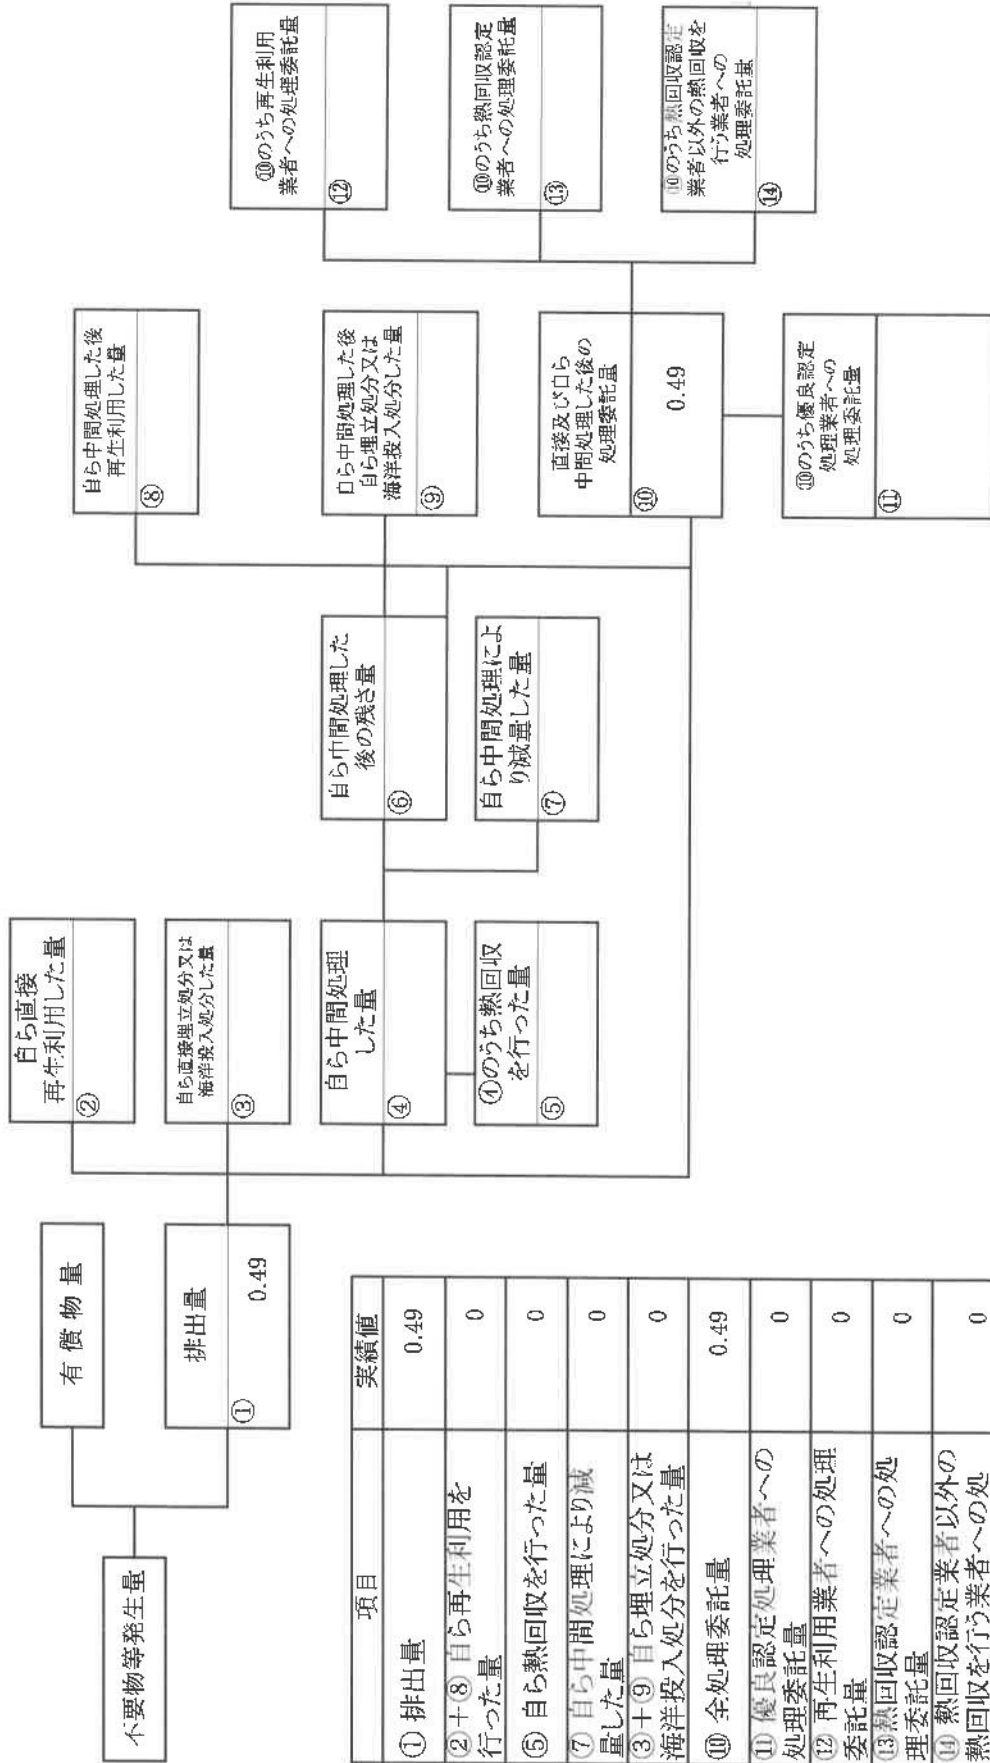 不要物等発生量
有償物量
排出量
①
0.49
自ら直接
再生利用した量
②
自ら直接埋立処分又は
海洋投入処分した量
③
自ら中間処理
した量
④
④のうち熱回収
を行った量
⑤
自ら中間処理した
後の残さ量
⑥
自ら中間処理によ
り減量した量
⑦
自ら中間処理した後
再生利用した量
⑧
自ら中間処理した後
自ら埋立処分又は
海洋投入処分した量
⑨
直接及び自ら
中間処理した後の
処理委託量
⑩
0.49
⑩のうち優良認定
処理業者への
処理委託量
⑪
⑩のうち再生利用
業者への処理委託量
⑫
⑩のうち熱回収認定
業者への処理委託量
⑬
⑩のうち熱回収認定
業者以外の熱回収を
行う業者への
処理委託量
⑭
項目 実績値
①排出量 0.49
②+⑧ 自ら再生利用を
行った量 0
⑤ 自ら熱回収を行った量 0
⑦ 自ら中間処理により減
量した量 0
③+⑨ 自ら埋立処分又は
海洋投入処分を行った量 0
⑩ 全処理委託量 0.49
⑪ 優良認定処理業者への
処理委託量 0
⑫ 再生利用業者への処理
委託量 0
⑬熱回収認定業者への処
理委託量 0
⑭ 熱回収認定業者以外の
熱回収を行う業者への処 0